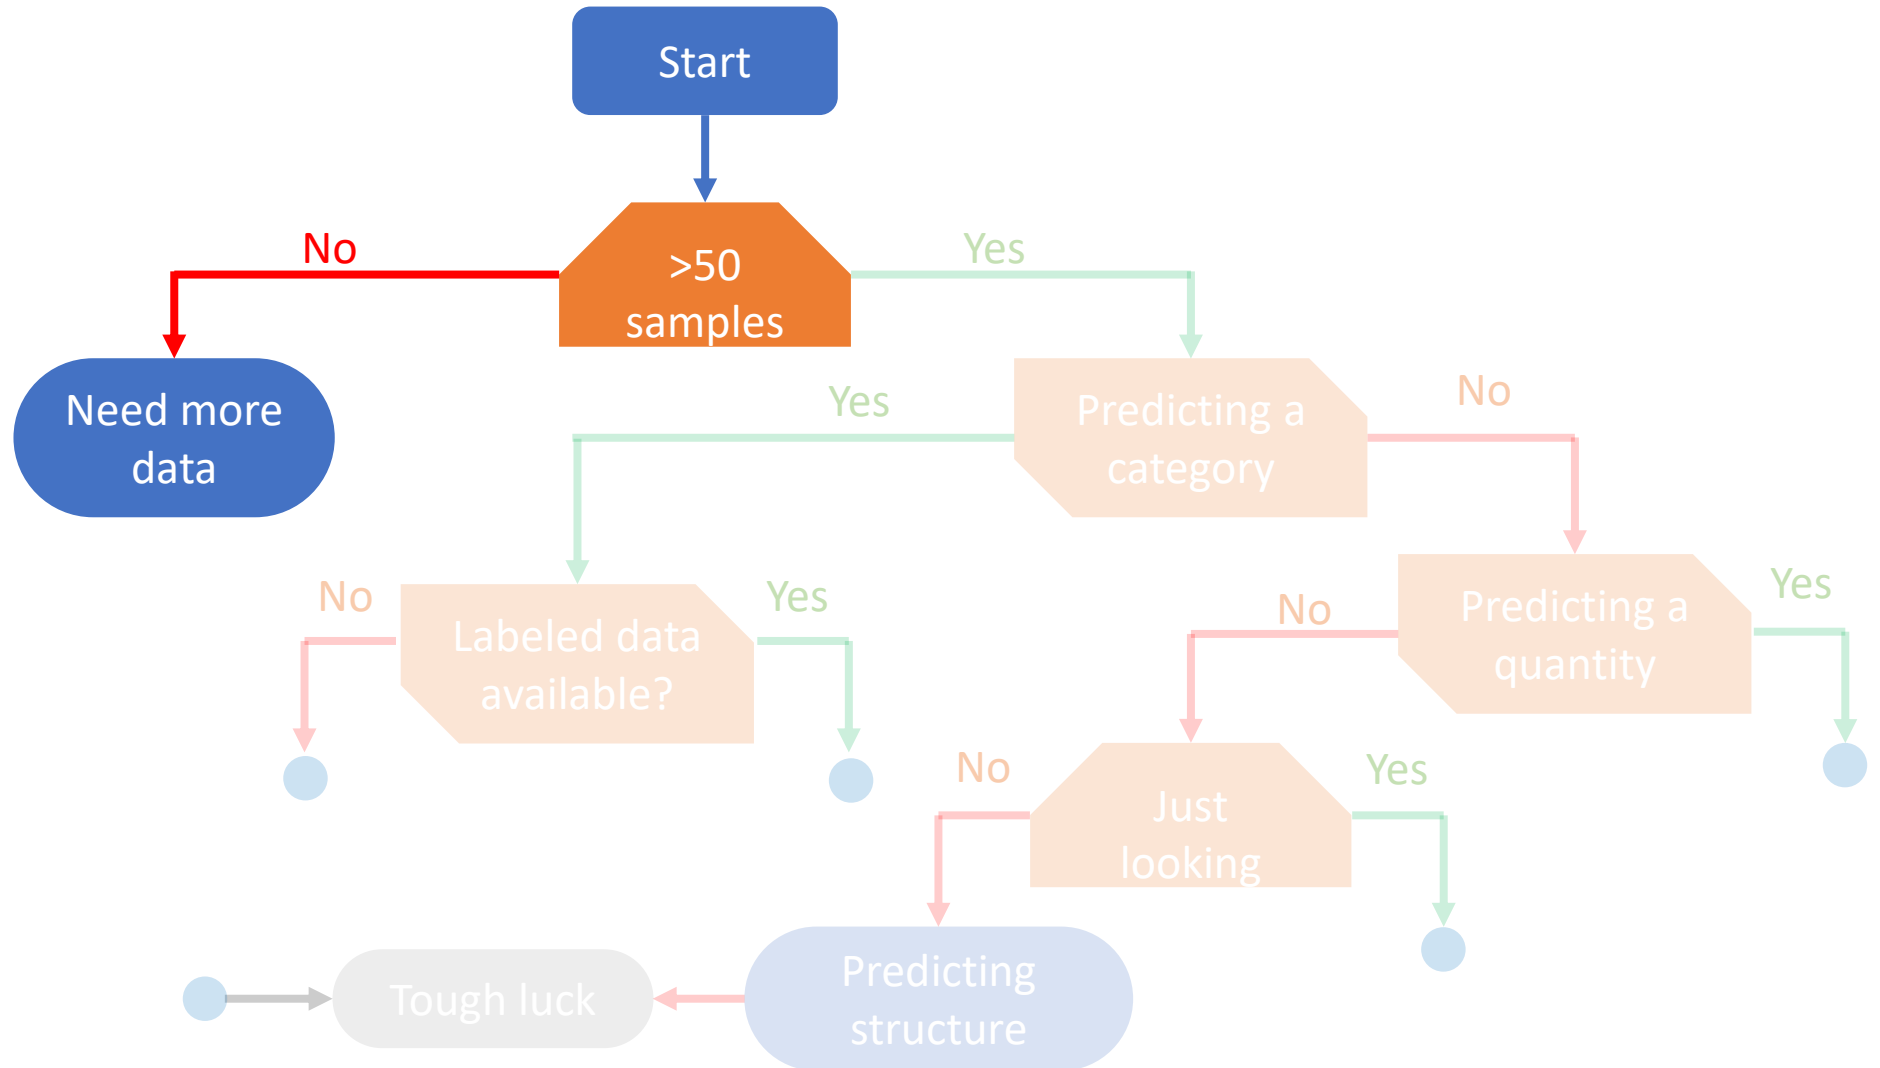 Start
No
>50
samples
Yes
Need more
data
Yes
Predicting a
category
No
No
Labeled data
available?
Yes
No
Predicting a
quantity
Yes
No
Just
looking
Yes
Tough luck
Predicting
structure